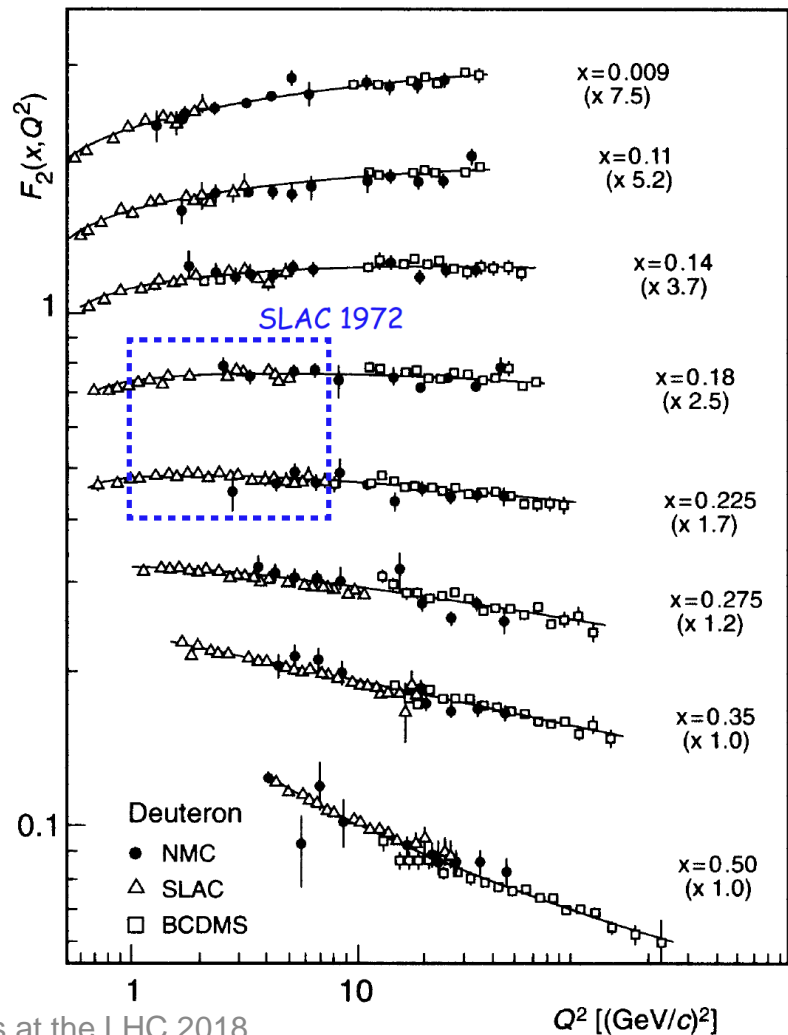 F₂(x,Q²)
x=0.009
(x 7.5)
x=0.11
(x 5.2)
x=0.14
(x 3.7)
1
SLAC 1972
x=0.18
(x 2.5)
x=0.225
(x 1.7)
x=0.275
(x 1.2)
x=0.35
(x 1.0)
0.1
Deuteron
NMC
SLAC
BCDMS
x=0.50
(x 1.0)
1
10
Q² [(GeV/c)²]
s at the LHC 2018